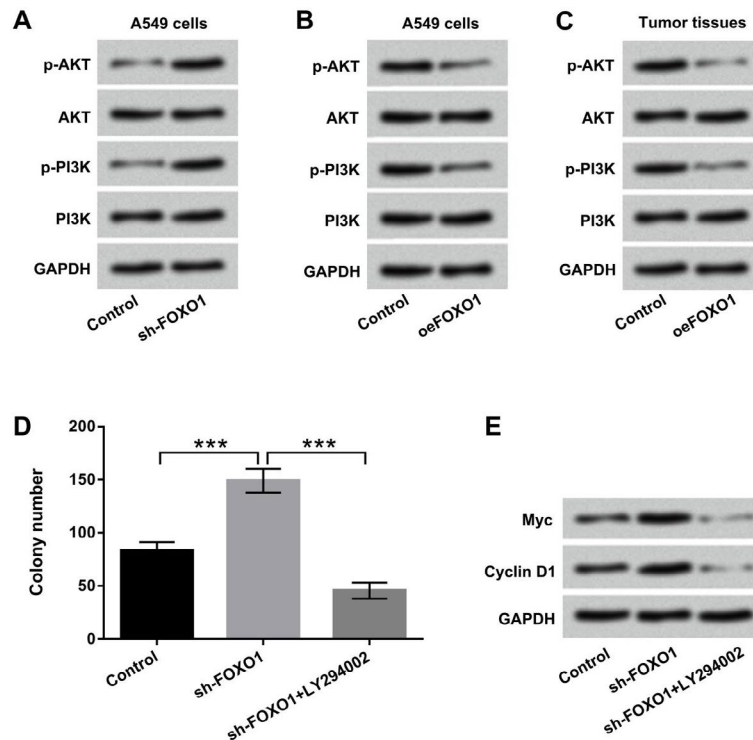 A
A549 cells
p-AKT
AKT
p-PI3K
PI3K
GAPDH
Control
sh-FOXO1
B
A549 cells
p-AKT
AKT
p-PI3K
PI3K
GAPDH
Control
oeFOXO1
C
Tumor tissues
p-AKT
AKT
p-PI3K
PI3K
GAPDH
Control
oeFOXO1
D
Colony number
200
150
100
50
0
***
***
Control
sh-FOXO1
sh-FOXO1+LY294002
E
Myc
Cyclin D1
GAPDH
Control
sh-FOXO1
sh-FOXO1+LY294002